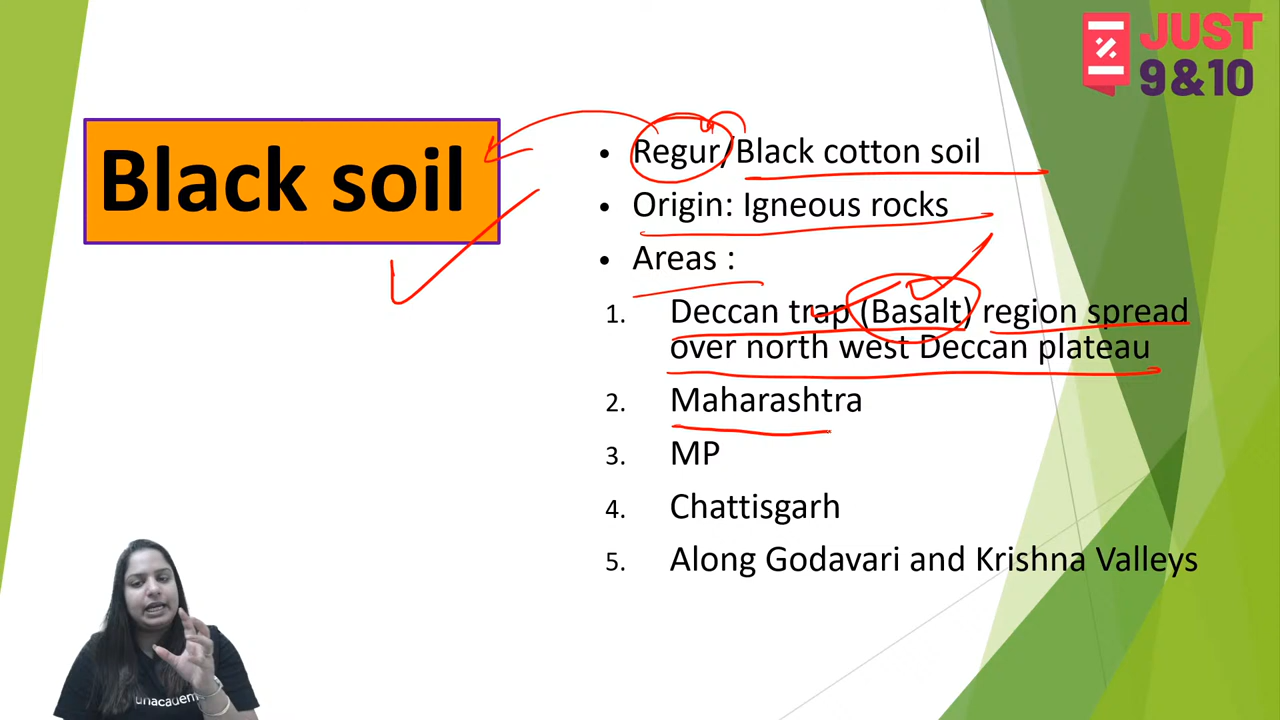 JUST
9&10
Black soil
• Regur/Black cotton soil
• Origin: Igneous rocks
• Areas :
1. Deccan trap (Basalt) region spread
over north west Deccan plateau
2. Maharashtra
3. MP
4. Chattisgarh
5. Along Godavari and Krishna Valleys
unacademy